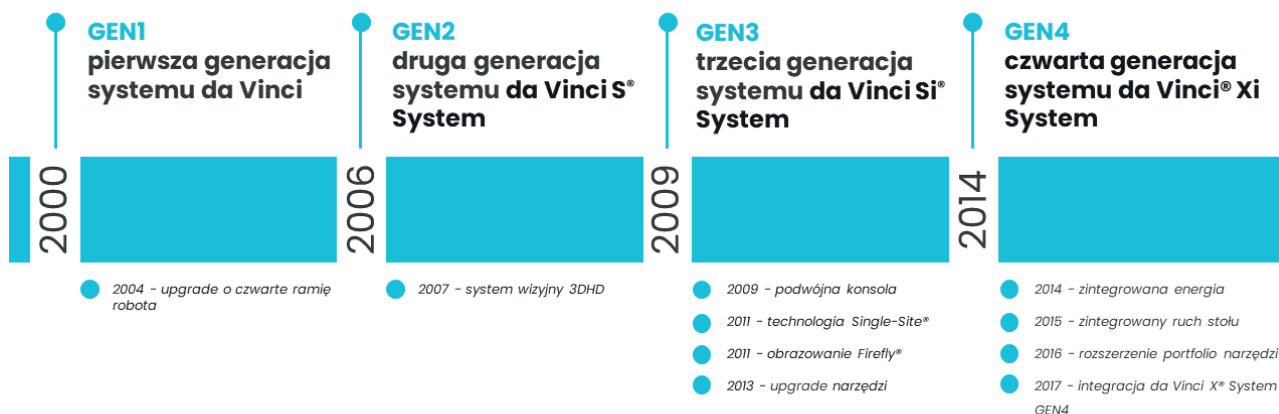 GEN1
pierwsza generacja
systemu da Vinci
GEN2
druga generacja
systemu da Vinci S®
System
GEN3
trzecia generacja
systemu da Vinci Si®
System
GEN4
czwarta generacja
systemu da Vinci® Xi
System
2000
2006
2009
2014
2004 - upgrade o czwarte ramię
robota
2007 - system wizyjny 3DHD
2009 - podwójna konsola
2011 - technologia Single-Site®
2011 - obrazowanie Firefly®
2013 - upgrade narzędzi
2014 - zintegrowana energia
2015 - zintegrowany ruch stołu
2016 - rozszerzenie portfolio narzędzi
2017 - integracja da Vinci X® System
GEN4